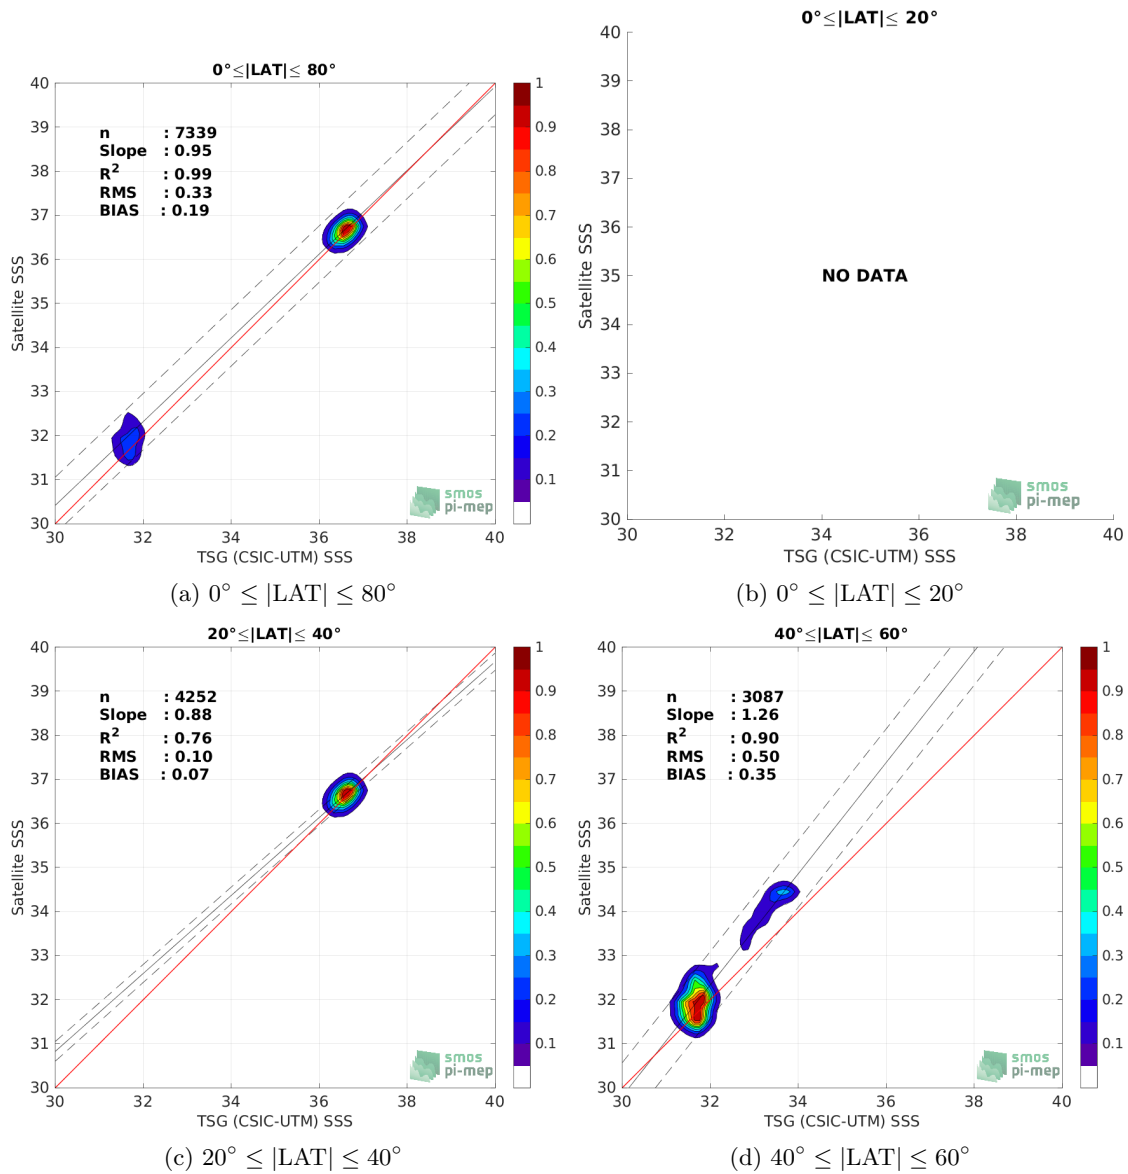 0°≤|LAT|≤ 80°
40
39
38
37
36
35
34
33
32
31
30
n : 7339
Slope : 0.95
R² : 0.99
RMS : 0.33
BIAS : 0.19
Satellite SSS
smos
pi-mep
30 32 34 36 38 40
TSG (CSIC-UTM) SSS
1
0.9
0.8
0.7
0.6
0.5
0.4
0.3
0.2
0.1
(a) 0° ≤ |LAT| ≤ 80°
0°≤|LAT|≤ 20°
40
39
38
37
36
35
34
33
32
31
30
Satellite SSS
NO DATA
smos
pi-mep
30 32 34 36 38 40
TSG (CSIC-UTM) SSS
(b) 0° ≤ |LAT| ≤ 20°
20°≤|LAT|≤ 40°
40
39
38
37
36
35
34
33
32
31
30
n : 4252
Slope : 0.88
R² : 0.76
RMS : 0.10
BIAS : 0.07
Satellite SSS
smos
pi-mep
30 32 34 36 38 40
TSG (CSIC-UTM) SSS
1
0.9
0.8
0.7
0.6
0.5
0.4
0.3
0.2
0.1
(c) 20° ≤ |LAT| ≤ 40°
40°≤|LAT|≤ 60°
40
39
38
37
36
35
34
33
32
31
30
n : 3087
Slope : 1.26
R² : 0.90
RMS : 0.50
BIAS : 0.35
Satellite SSS
smos
pi-mep
30 32 34 36 38 40
TSG (CSIC-UTM) SSS
1
0.9
0.8
0.7
0.6
0.5
0.4
0.3
0.2
0.1
(d) 40° ≤ |LAT| ≤ 60°